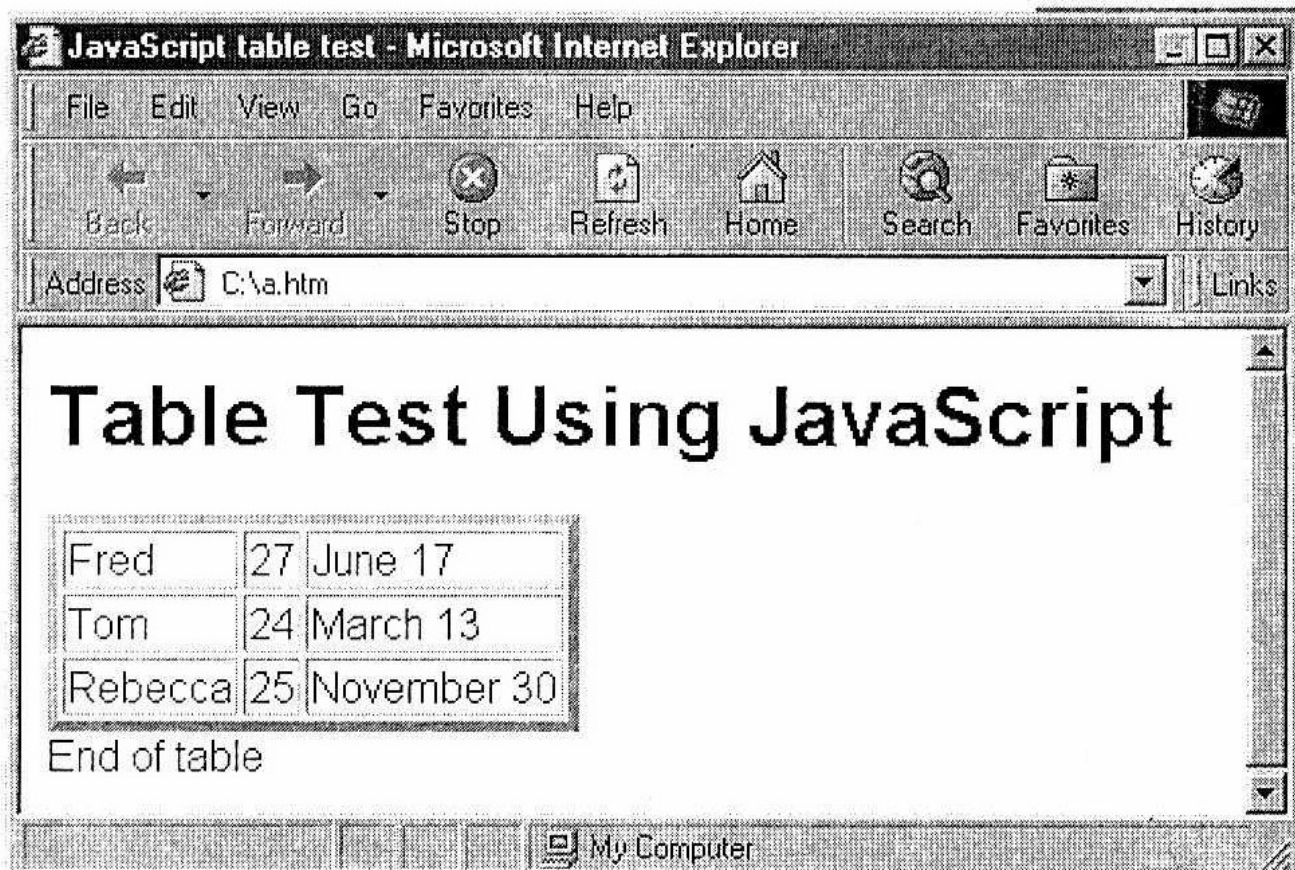 JavaScript table test - Microsoft Internet Explorer
File Edit View Go Favorites Help
Back Forward Stop Refresh Home Search Favorites History
Address C:\a.htm Links
Table Test Using JavaScript
Fred 27 June 17
Tom 24 March 13
Rebecca 25 November 30
End of table
My Computer